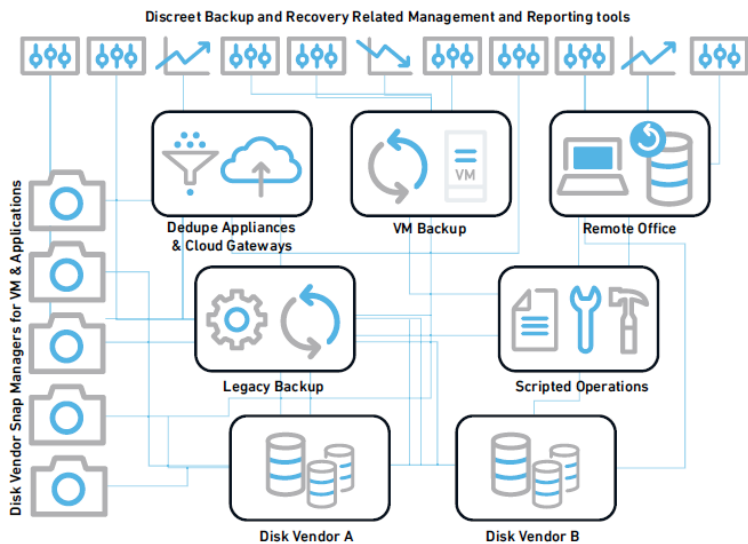 Discreet Backup and Recovery Related Management and Reporting tools
Disk Vendor Snap Managers for VM & Applications
VM
Dedupe Appliances
& Cloud Gateways
VM Backup
Remote Office
Legacy Backup
Scripted Operations
Disk Vendor A
Disk Vendor B